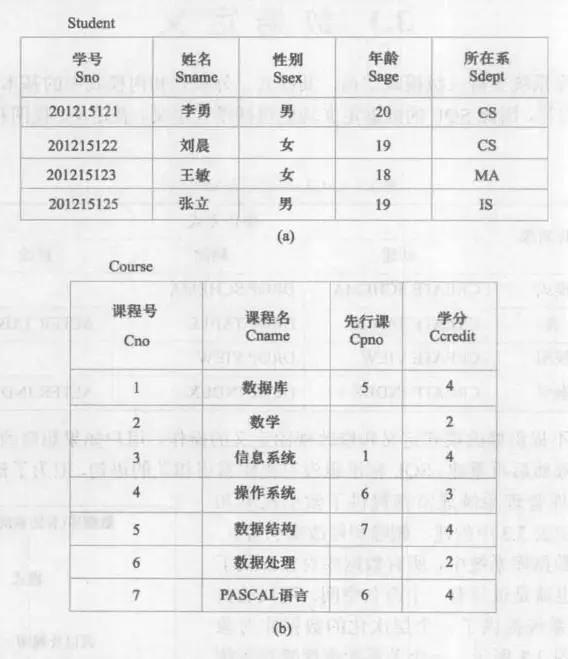 Student
学号 姓名 性别 年龄 所在系
Sno Sname Ssex Sage Sdept
201215121 李勇 男 20 CS
201215122 刘晨 女 19 CS
201215123 王敏 女 18 MA
201215125 张立 男 19 IS
(a)
Course
课程号 课程名 先行课 学分
Cno Cname Cpno Ccredit
1 数据库 5 4
2 数学 2
3 信息系统 1 4
4 操作系统 6 3
5 数据结构 7 4
6 数据处理 2
7 PASCAL语言 6 4
(b)